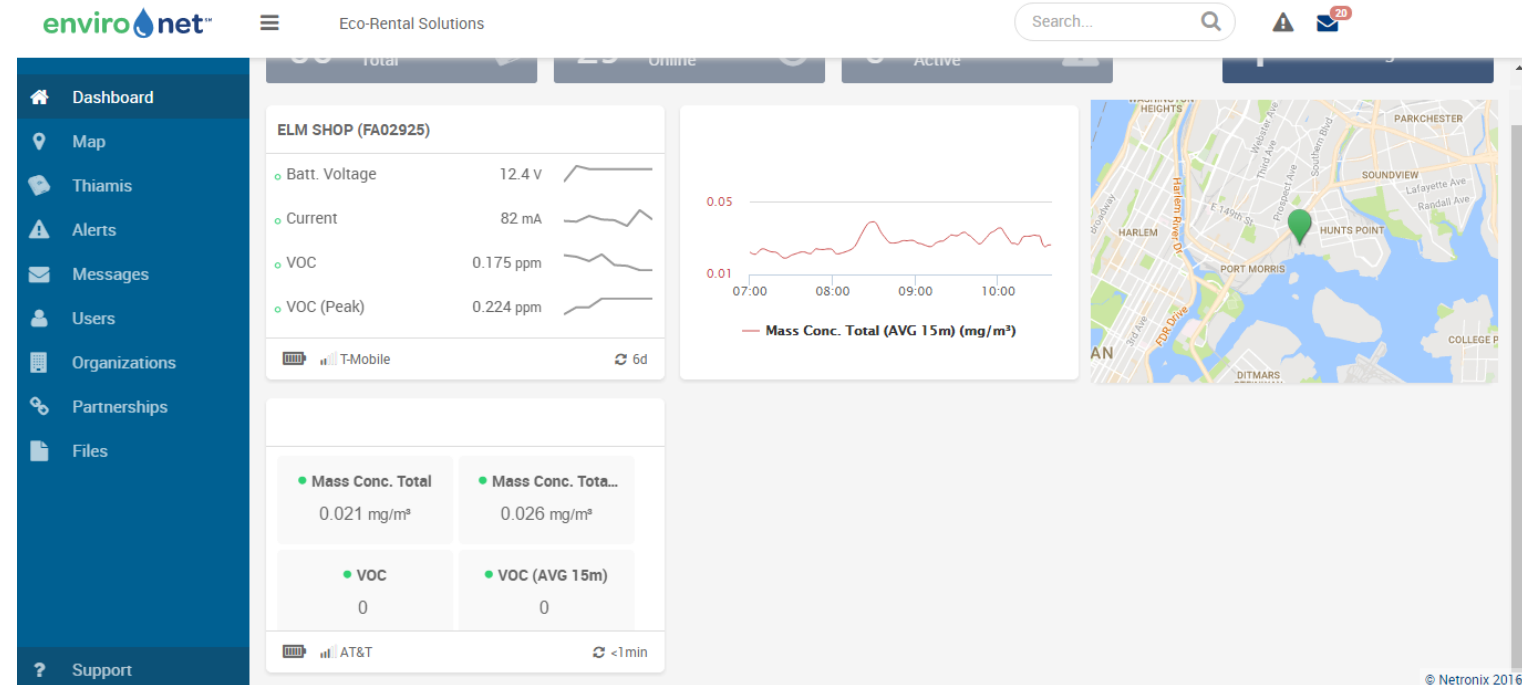 enviro net™
Eco-Rental Solutions
Search...
20
Total
Online
Active
Dashboard
Map
Thiamis
Alerts
Messages
Users
Organizations
Partnerships
Files
? Support
ELM SHOP (FA02925)
Batt. Voltage 12.4 V
Current 82 mA
VOC 0.175 ppm
VOC (Peak) 0.224 ppm
T-Mobile 6d
0.05
0.01
07:00 08:00 09:00 10:00
Mass Conc. Total (AVG 15m) (mg/m³)
WASHINGTON
HEIGHTS
PARKCHESTER
Webster Ave
Third Ave
Southern Blvd
SOUNDVIEW
Lafayette Ave
Randall Ave
Prospect Ave
E 149th St
Harlem River Dr
Broadway
HARLEM
HUNTS POINT
PORT MORRIS
3rd Ave
FDR Drive
AN
COLLEGE P
DITMARS
STEINWAY
Mass Conc. Total
0.021 mg/m³
Mass Conc. Tota...
0.026 mg/m³
VOC
0
VOC (AVG 15m)
0
AT&T <1min
© Netronix 2016